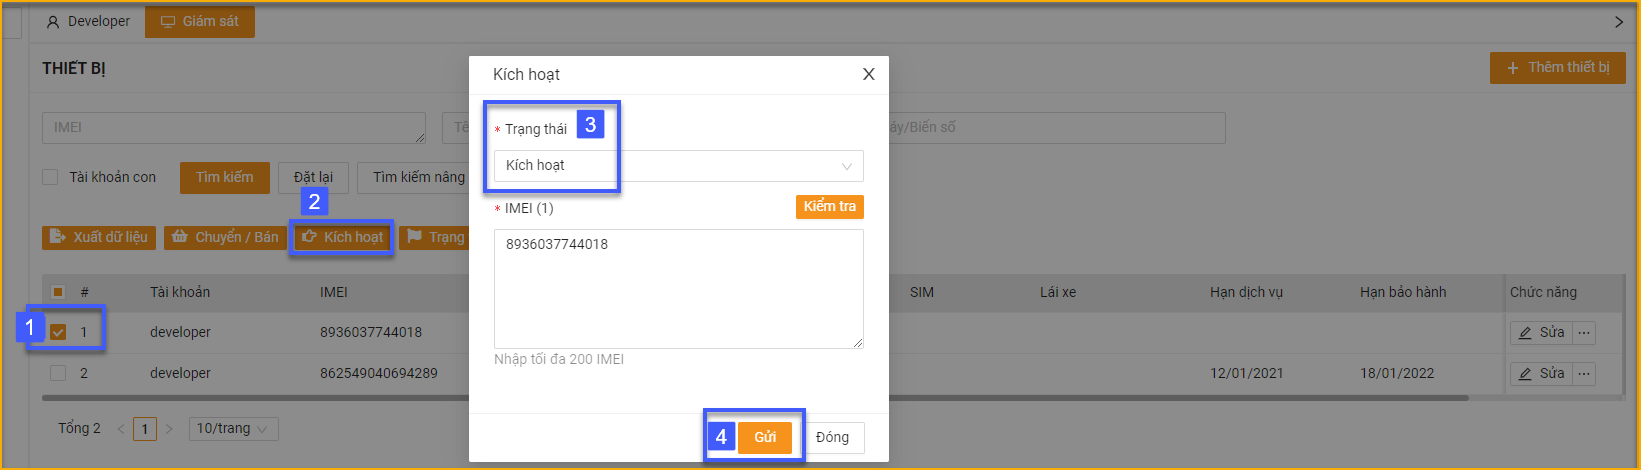 Developer Giám sát
THIẾT BỊ
Thêm thiết bị
IMEI
Tài khoản con Tìm kiếm Đặt lại Tìm kiếm nâng
2
Xuất dữ liệu Chuyển / Bán Kích hoạt Trạng
# Tài khoản IMEI SIM Lái xe Hạn dịch vụ Hạn bảo hành Chức năng
1 1 developer 8936037744018 Sửa ...
2 developer 862549040694289 12/01/2021 18/01/2022 Sửa ...
Tổng 2 < 1 > 10/trang
Kích hoạt X
* Trạng thái 3
Kích hoạt
* IMEI (1) Kiểm tra
8936037744018
Nhập tối đa 200 IMEI
4 Gửi Đóng